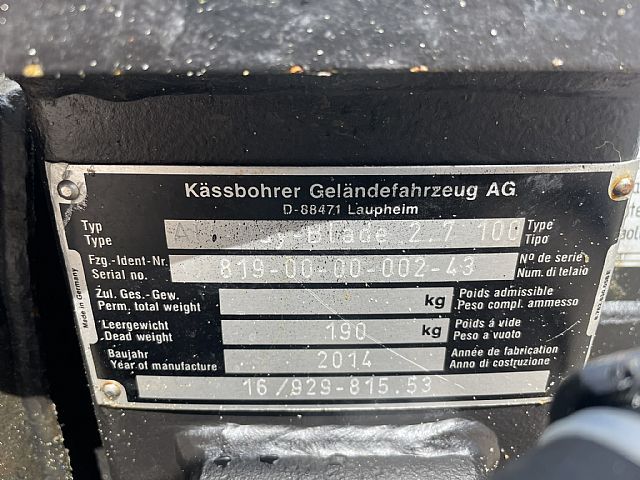 Kässbohrer Geländefahrzeug AG
D-88471 Laupheim
Typ
Type
Blade 2.7 100
Type
Tipo
Fzg.-Ident-Nr.
Serial no.
819-00-00-002-43
Nº de serie
Num. di telaio
Zul. Ges.-Gew.
Perm. total weight
kg
Poids admissible
Peso compl. ammesso
Leergewicht
Dead weight
190 kg
Poids á vide
Peso a vuoto
Baujahr
Year of manufacture
2014
Année de fabrication
Anno di costruzione
16/929-815.53
Made in Germany